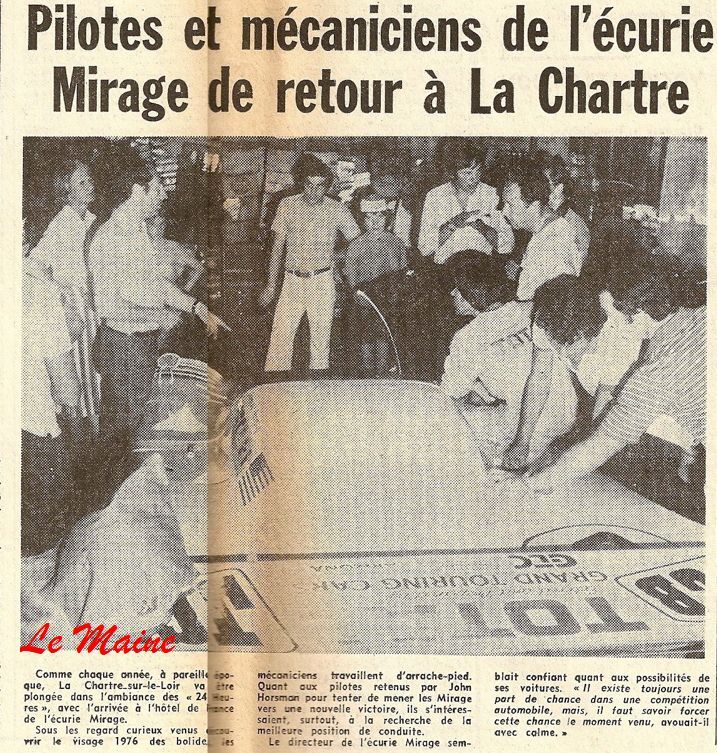 Pilotes et mécaniciens de l'écurie
Mirage de retour à La Chartre
GTC
GRAND TOURING CAR
TOT
Le Maine
Comme chaque année, à pareille époque,
que, La Chartre-sur-le-Loir va être
plongée dans l'ambiance des « 24 Heu-
res », avec l'arrivée à l'hôtel de France
de l'écurie Mirage.
Sous le regard curieux venus décou-
vrir le visage 1976 des bolides, les
mécaniciens travaillent d'arrache-pied.
Quant aux pilotes retenus par John
Horsman pour tenter de mener les Mirage
vers une nouvelle victoire, ils s'intéres-
saient, surtout, à la recherche de la
meilleure position de conduite.
Le directeur de l'écurie Mirage sem-
blait confiant quant aux possibilités de
ses voitures. « Il existe toujours une
part de chance dans une compétition
automobile, mais, il faut savoir forcer
cette chance le moment venu, avouait-il
avec calme. »